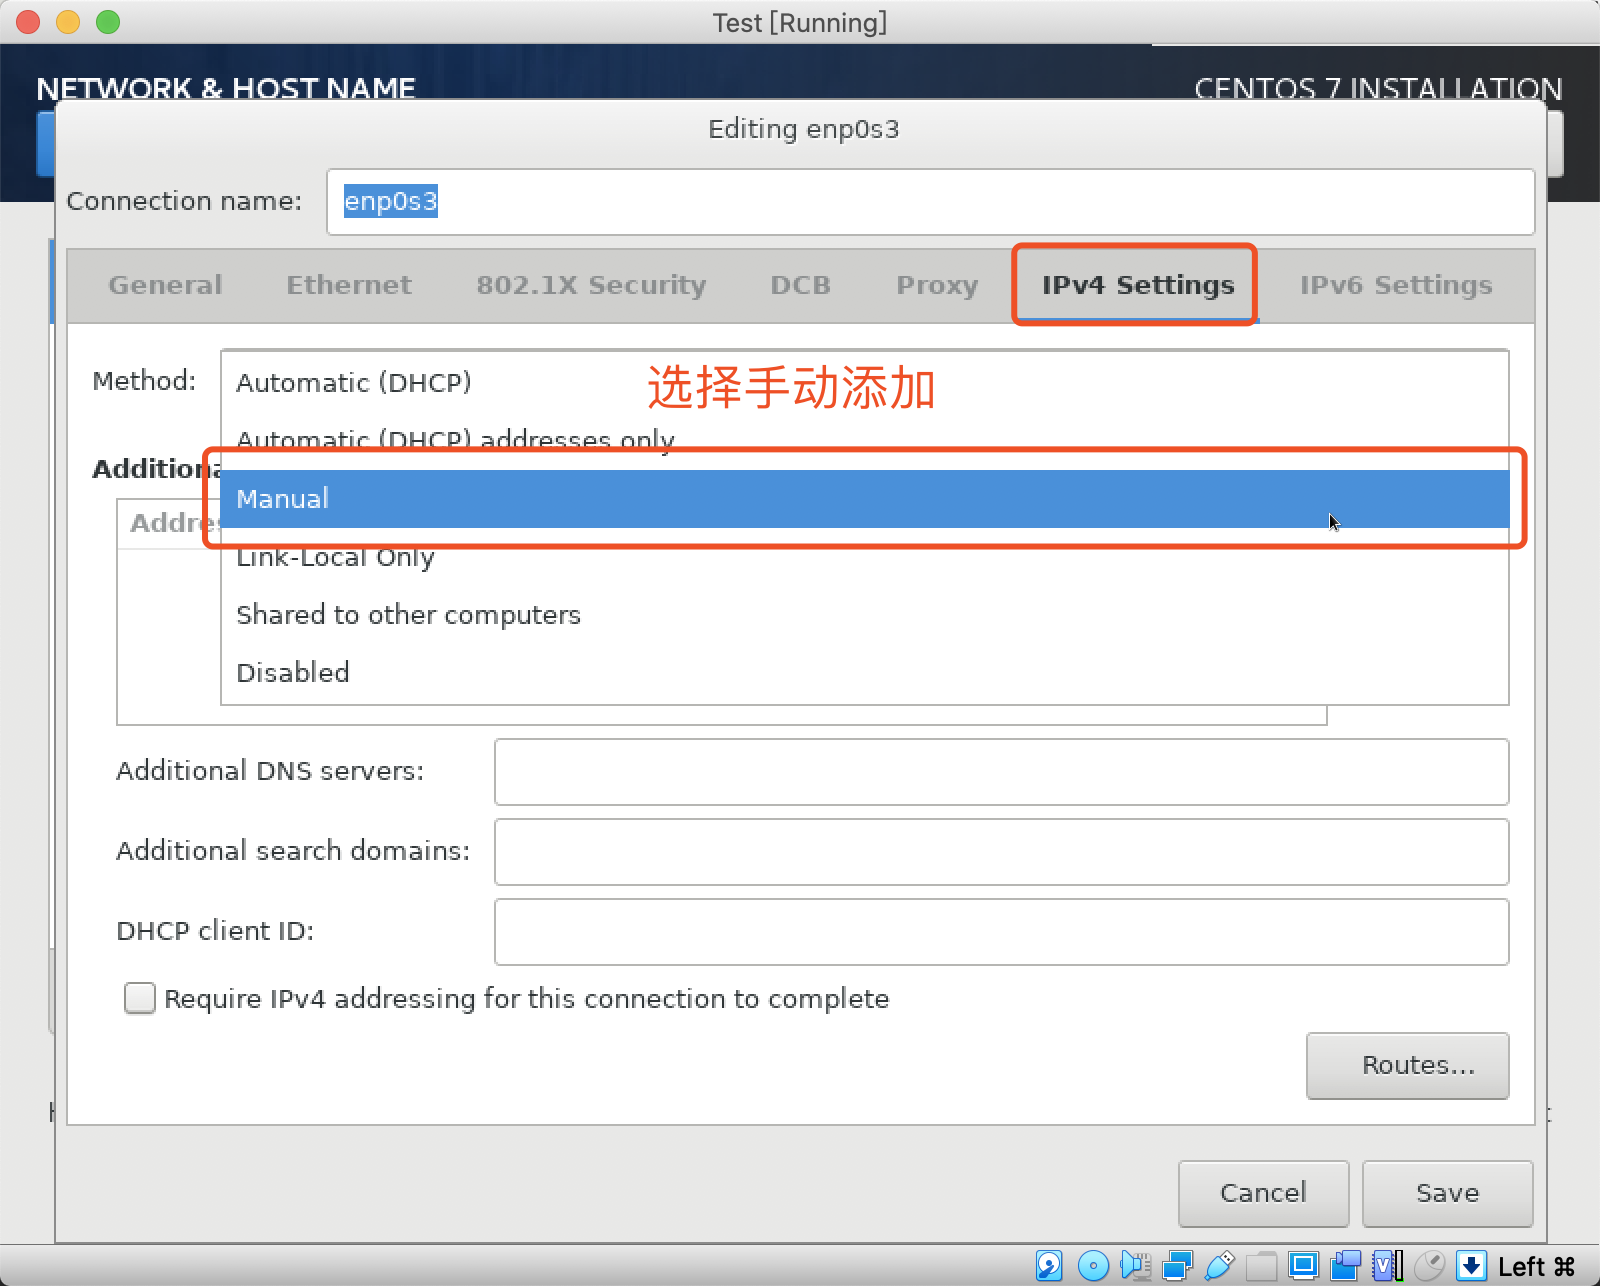 Test [Running]
NETWORK & HOST NAME
CENTOS 7 INSTALLATION
Editing enp0s3
Connection name:
enp0s3
General
Ethernet
802.1X Security
DCB
Proxy
IPv4 Settings
IPv6 Settings
Method:
Automatic (DHCP)
选择手动添加
Automatic (DHCP) addresses only
Manual
Link-Local Only
Shared to other computers
Disabled
Additional DNS servers:
Additional search domains:
DHCP client ID:
Require IPv4 addressing for this connection to complete
Routes...
Cancel
Save
Left ⌘